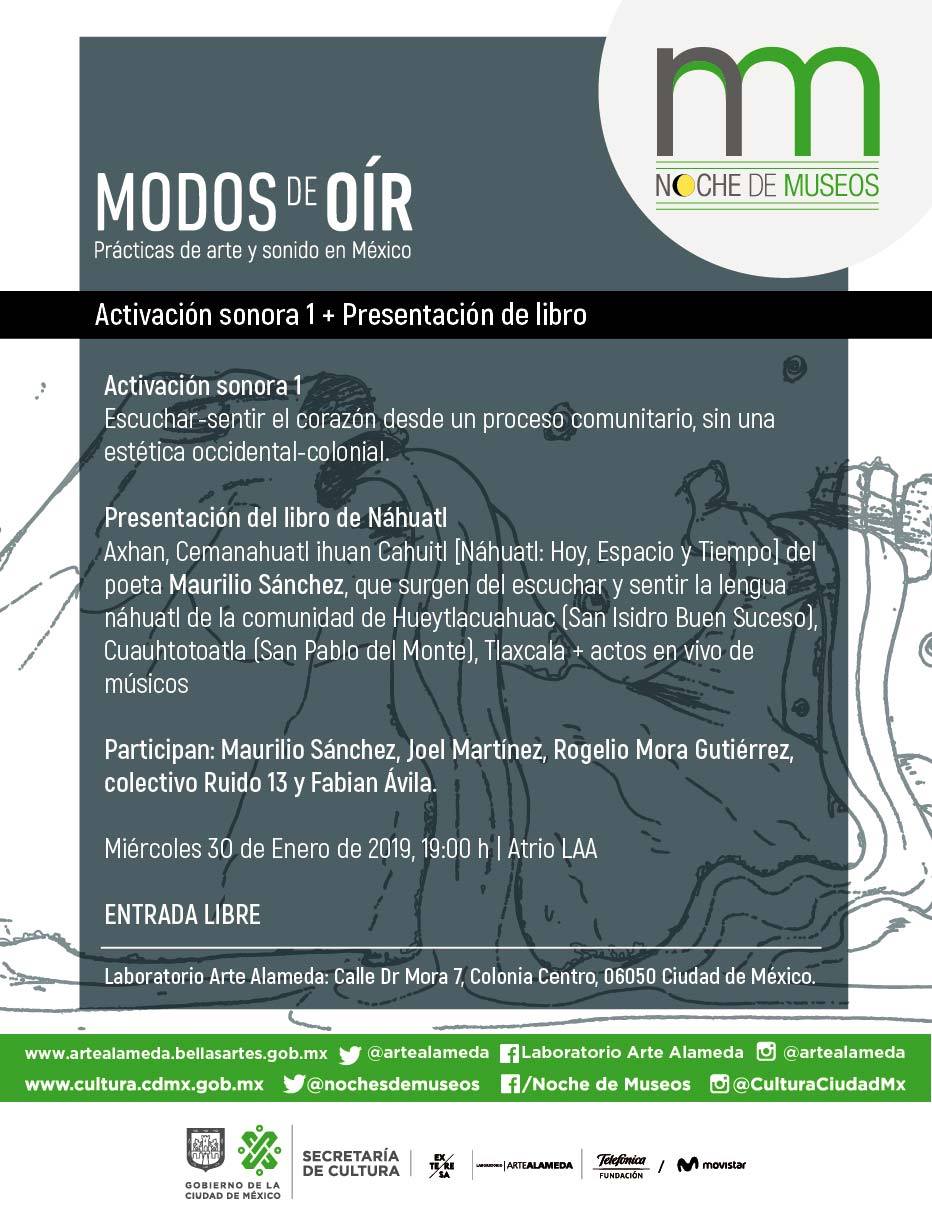 nm
NOCHE DE MUSEOS
MODOS DE OÍR
Prácticas de arte y sonido en México
Activación sonora 1 + Presentación de libro
Activación sonora 1
Escuchar-sentir el corazón desde un proceso comunitario, sin una
estética occidental-colonial.
Presentación del libro de Náhuatl
Axhan, Cemanahuatl ihuan Cahuitl [Náhuatl: Hoy, Espacio y Tiempo] del
poeta Maurilio Sánchez, que surgen del escuchar y sentir la lengua
náhuatl de la comunidad de Hueytlacuahuac (San Isidro Buen Suceso),
Cuauhtotoatla (San Pablo del Monte), Tlaxcala + actos en vivo de
músicos
Participan: Maurilio Sánchez, Joel Martínez, Rogelio Mora Gutiérrez,
colectivo Ruido 13 y Fabian Ávila.
Miércoles 30 de Enero de 2019, 19:00 h | Atrio LAA
ENTRADA LIBRE
Laboratorio Arte Alameda: Calle Dr Mora 7, Colonia Centro, 06050 Ciudad de México.
www.artealameda.bellasartes.gob.mx @artealameda Laboratorio Arte Alameda @artealameda
www.cultura.cdmx.gob.mx @nochesdemuseos /Noche de Museos @CulturaCiudadMx
GOBIERNO DE LA
CIUDAD DE MÉXICO
SECRETARÍA
DE CULTURA
EX
TE/RE
SA
LABORATORIO ARTE ALAMEDA
Telefónica
FUNDACIÓN
/
movistar